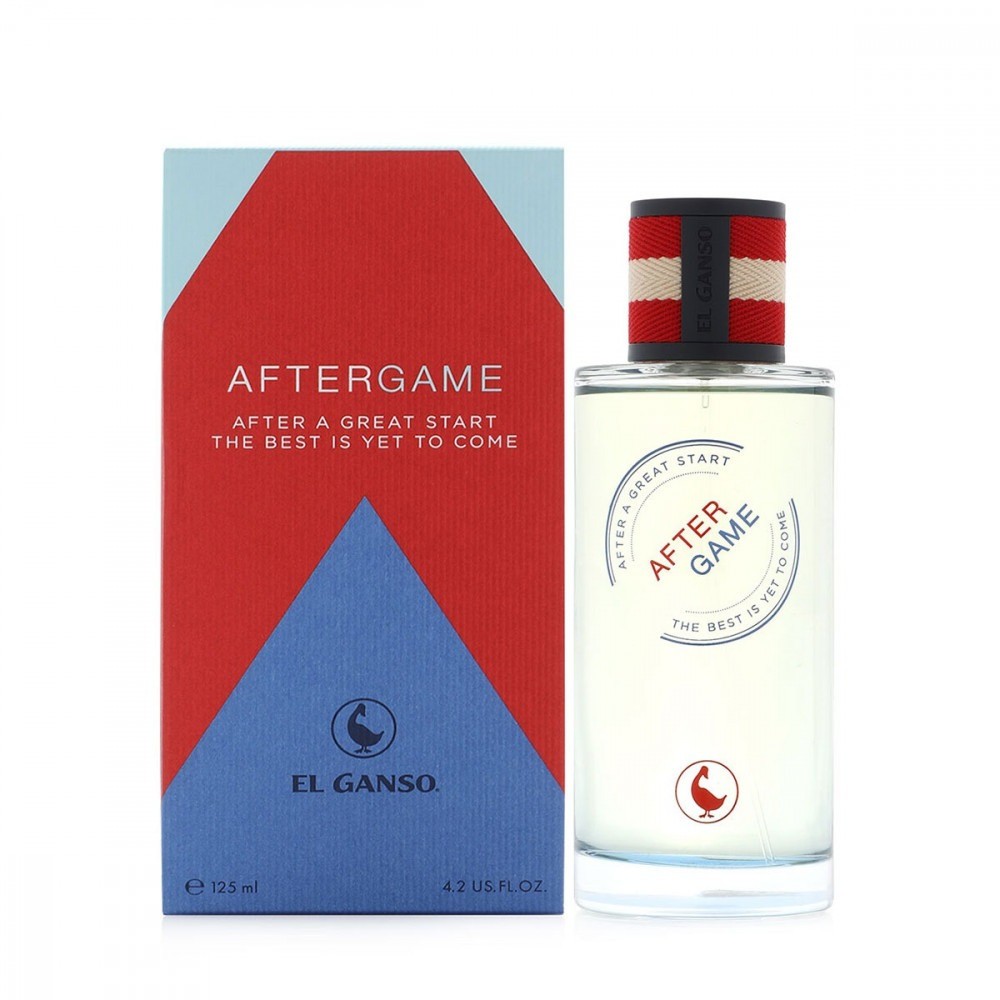 AFTERGAME
AFTER A GREAT START
THE BEST IS YET TO COME
EL GANSO®
℮ 125 ml
4.2 US.FL.OZ.
EL GANSO
AFTER A GREAT START
AFTER
GAME
THE BEST IS YET TO COME